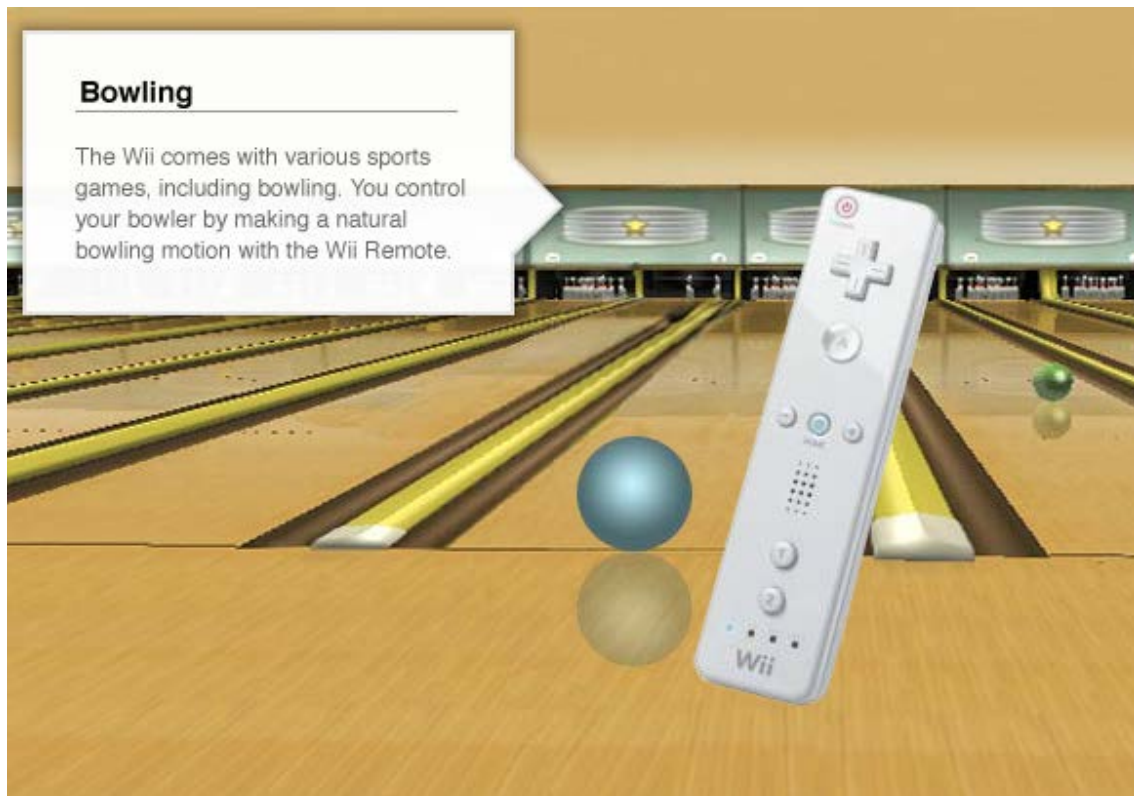 Bowling
The Wii comes with various sports
games, including bowling. You control
your bowler by making a natural
bowling motion with the Wii Remote.
A
Wii